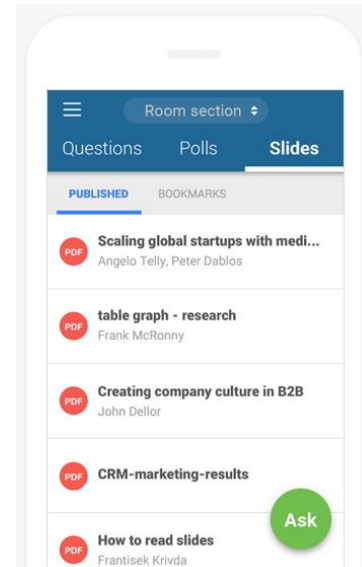 Room section
Questions Polls Slides
PUBLISHED BOOKMARKS
PDF Scaling global startups with medi...
Angelo Telly, Peter Dablos
PDF table graph - research
Frank McRonny
PDF Creating company culture in B2B
John Dellor
PDF CRM-marketing-results
Ask
PDF How to read slides
Frantisek Krivda